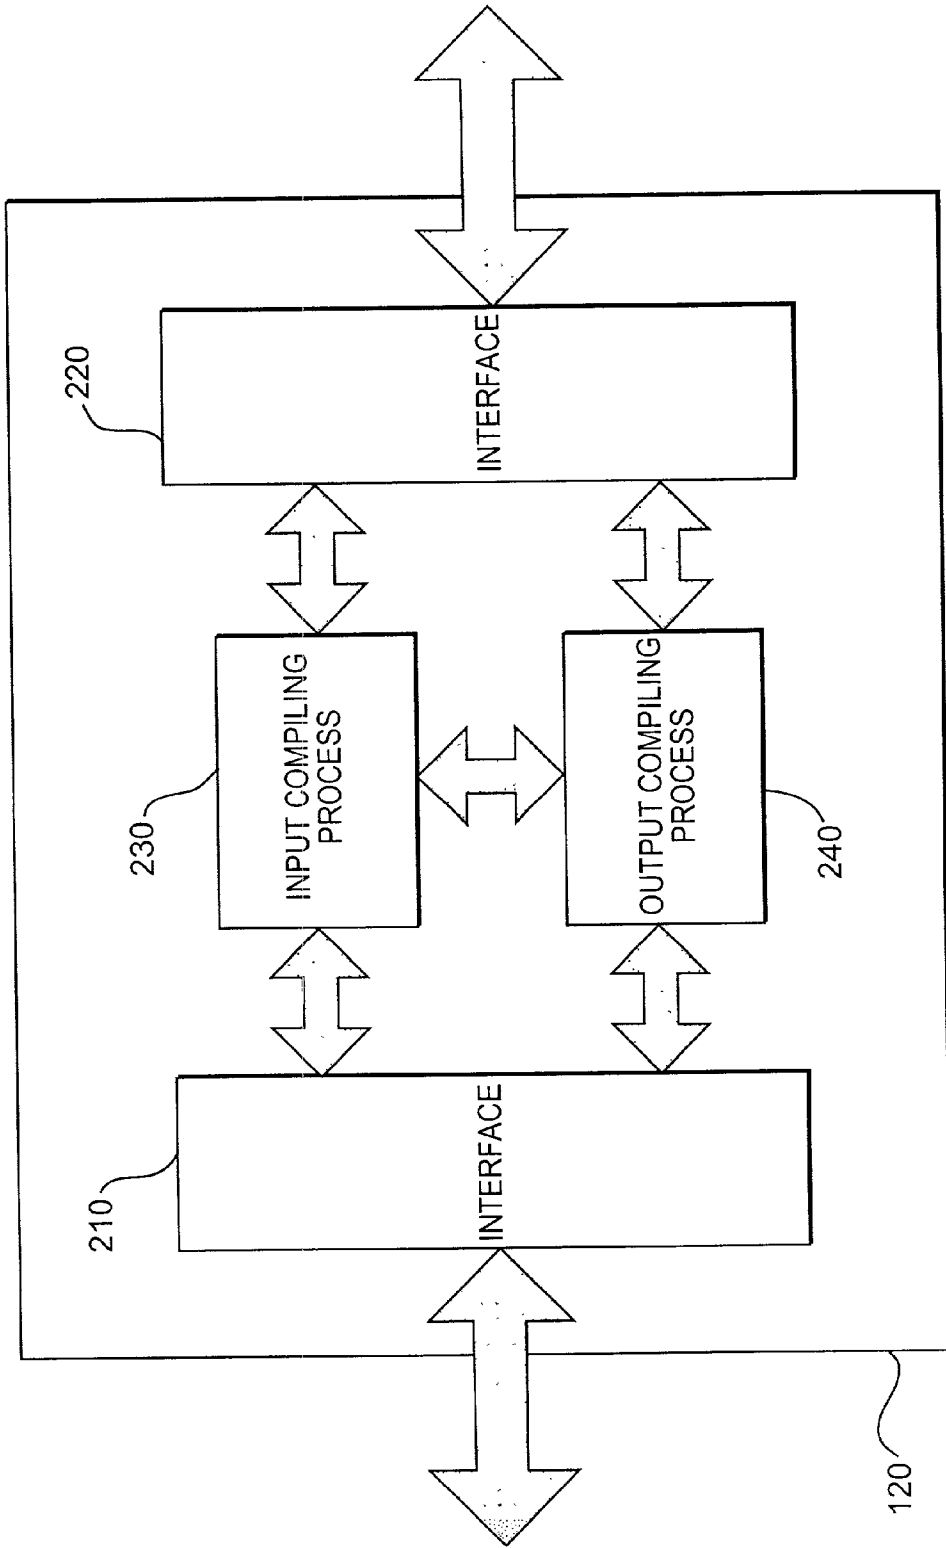 230
220
210
INPUT COMPILING
PROCESS
INTERFACE
INTERFACE
OUTPUT COMPILING
PROCESS
240
120